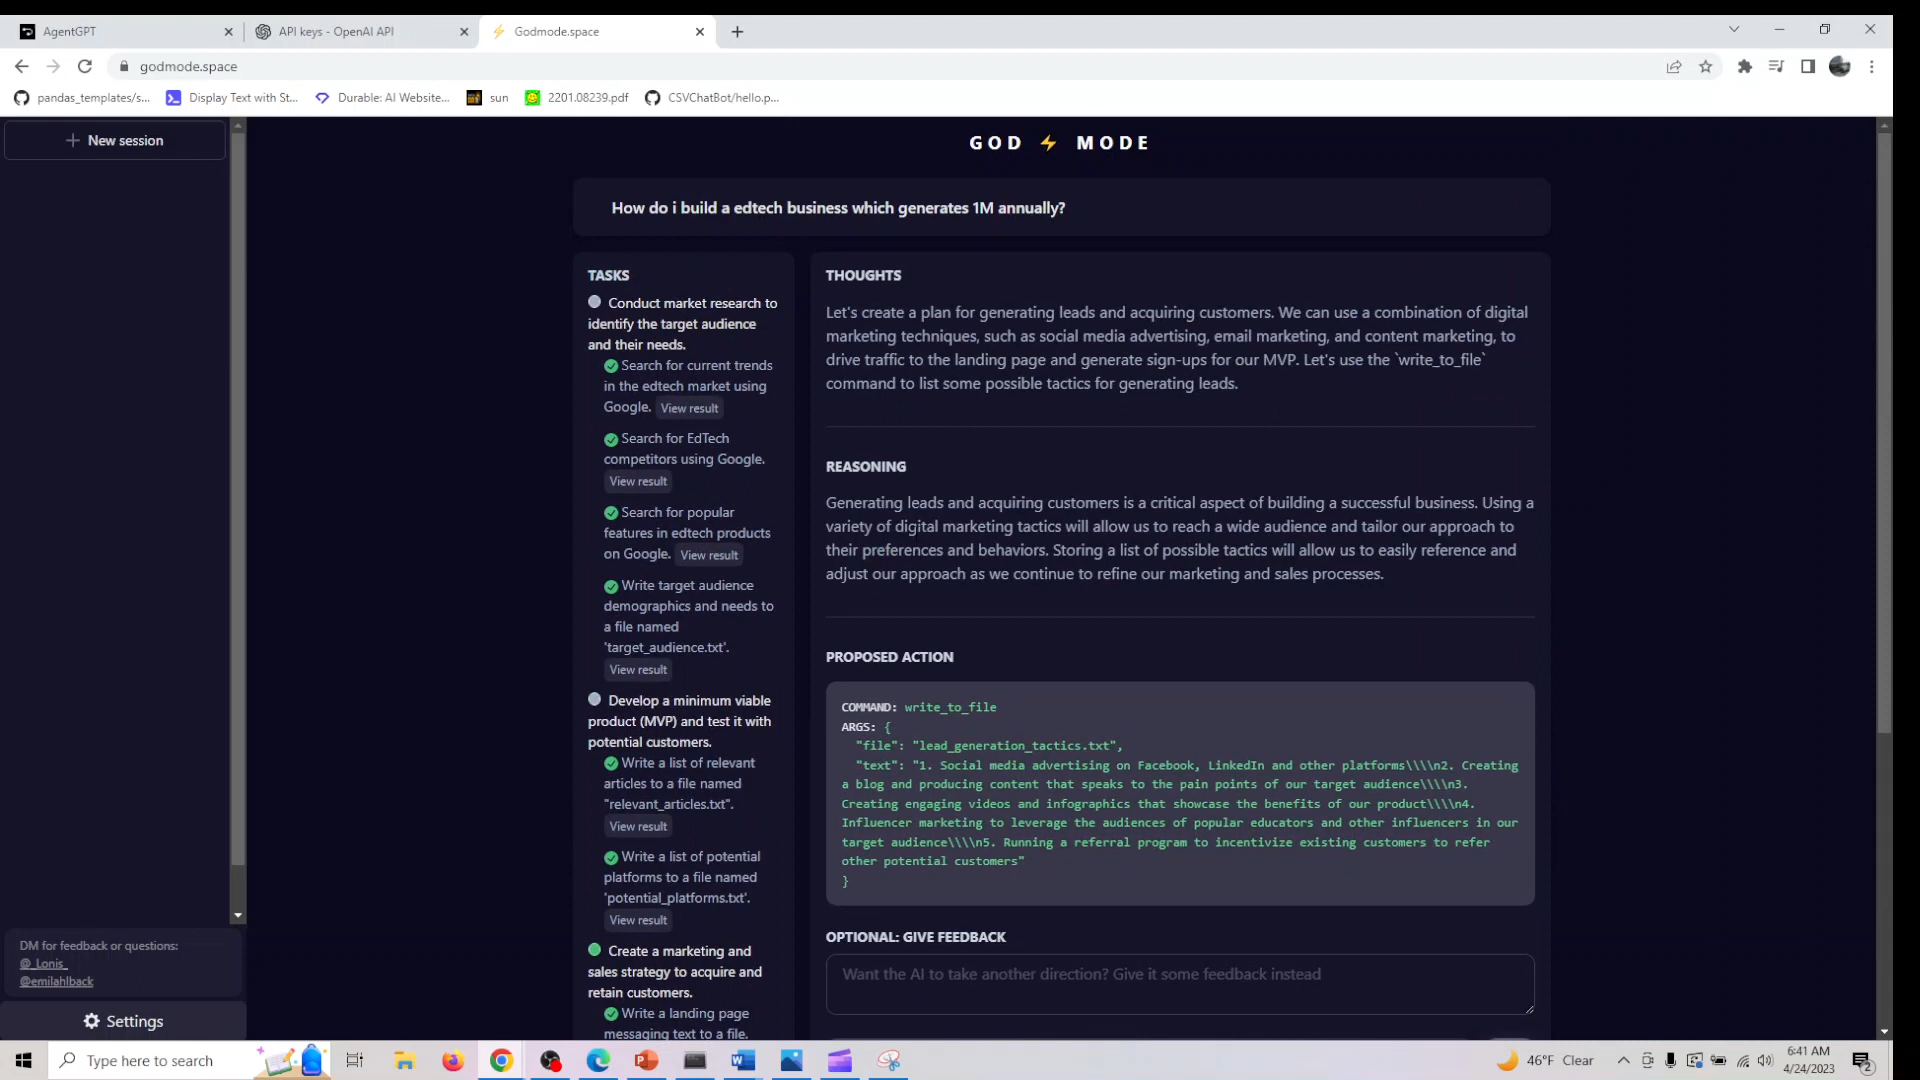 AgentGPT
API keys - OpenAI API
Godmode.space
godmode.space
pandas_templates/s...
Display Text with St...
Durable: AI Website...
sun
2201.08239.pdf
CSVChatBot/hello.p...
New session
GOD ⚡ MODE
How do i build a edtech business which generates 1M annually?
TASKS
Conduct market research to
identify the target audience
and their needs.
Search for current trends
in the edtech market using
Google. View result
Search for EdTech
competitors using Google.
View result
Search for popular
features in edtech products
on Google. View result
Write target audience
demographics and needs to
a file named
'target_audience.txt'.
View result
Develop a minimum viable
product (MVP) and test it with
potential customers.
Write a list of relevant
articles to a file named
"relevant_articles.txt".
View result
Write a list of potential
platforms to a file named
'potential_platforms.txt'.
View result
Create a marketing and
sales strategy to acquire and
retain customers.
Write a landing page
messaging text to a file.
THOUGHTS
Let's create a plan for generating leads and acquiring customers. We can use a combination of digital
marketing techniques, such as social media advertising, email marketing, and content marketing, to
drive traffic to the landing page and generate sign-ups for our MVP. Let's use the `write_to_file`
command to list some possible tactics for generating leads.
REASONING
Generating leads and acquiring customers is a critical aspect of building a successful business. Using a
variety of digital marketing tactics will allow us to reach a wide audience and tailor our approach to
their preferences and behaviors. Storing a list of possible tactics will allow us to easily reference and
adjust our approach as we continue to refine our marketing and sales processes.
PROPOSED ACTION
COMMAND: write_to_file
ARGS: {
"file": "lead_generation_tactics.txt",
"text": "1. Social media advertising on Facebook, LinkedIn and other platforms\\\\n2. Creating
a blog and producing content that speaks to the pain points of our target audience\\\\n3.
Creating engaging videos and infographics that showcase the benefits of our product\\\\n4.
Influencer marketing to leverage the audiences of popular educators and other influencers in our
target audience\\\\n5. Running a referral program to incentivize existing customers to refer
other potential customers"
}
OPTIONAL: GIVE FEEDBACK
Want the AI to take another direction? Give it some feedback instead
DM for feedback or questions:
@_Lonis_
@emilahlback
Settings
Type here to search
46°F Clear
6:41 AM
4/24/2023
2